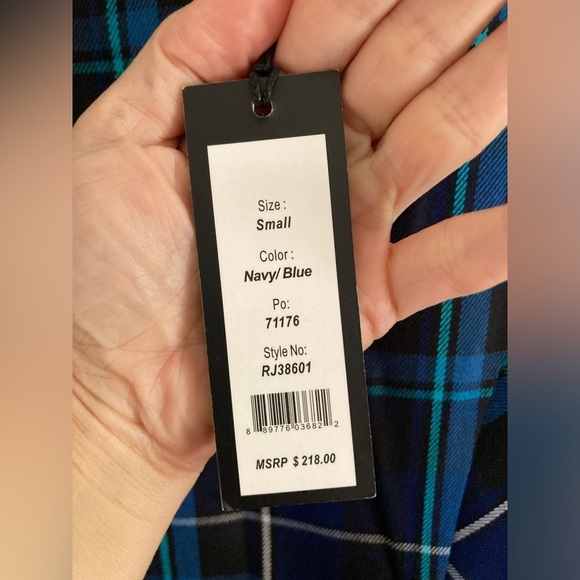 Size :
Small
Color :
Navy/ Blue
Po:
71176
Style No:
RJ38601
8 89776 03682 2
MSRP $ 218.00